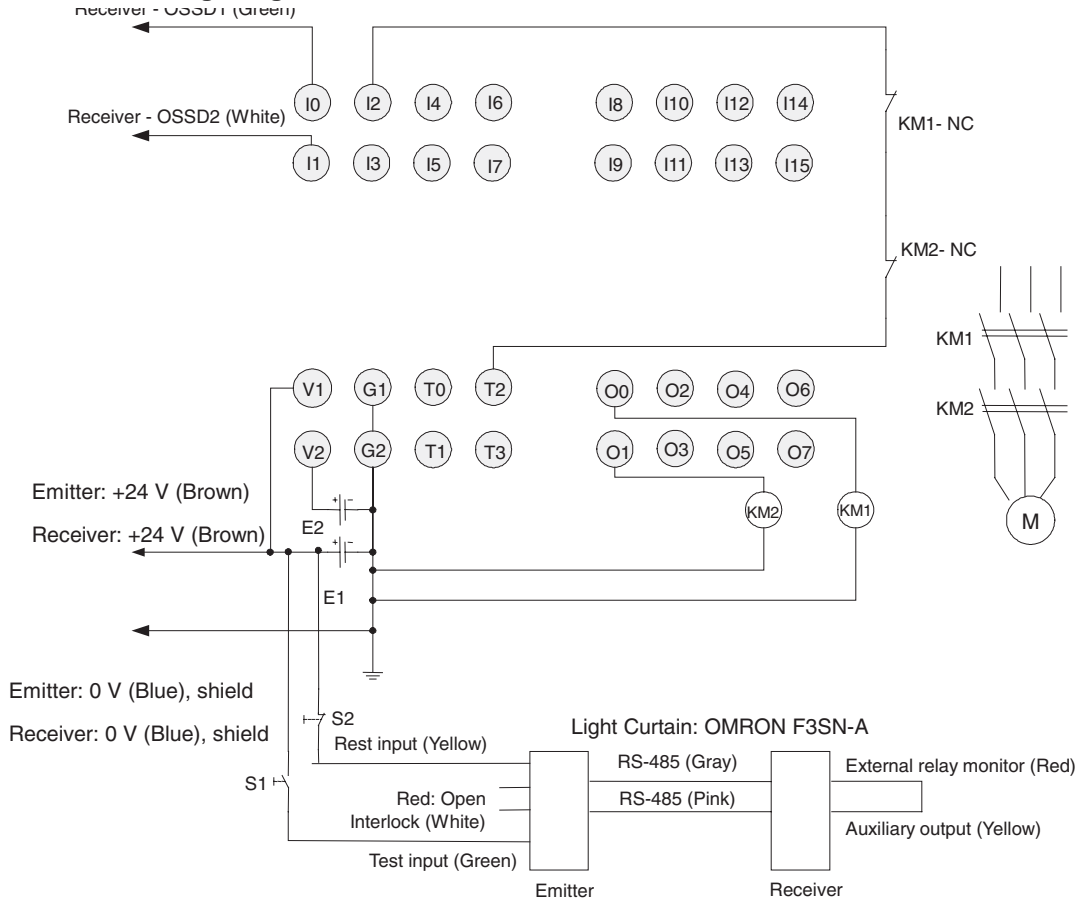 Receiver - OSSD1 (Green)
I0
I2
I4
I6
I8
I10
I12
I14
Receiver - OSSD2 (White)
KM1- NC
I1
I3
I5
I7
I9
I11
I13
I15
KM2- NC
KM1
V1
G1
T0
T2
O0
O2
O4
O6
KM2
V2
G2
T1
T3
O1
O3
O5
O7
Emitter: +24 V (Brown)
+ −
KM2
KM1
M
E2
Receiver: +24 V (Brown)
+ −
E1
Emitter: 0 V (Blue), shield
S2
Light Curtain: OMRON F3SN-A
Receiver: 0 V (Blue), shield
Rest input (Yellow)
RS-485 (Gray)
External relay monitor (Red)
S1
Red: Open
RS-485 (Pink)
Interlock (White)
Auxiliary output (Yellow)
Test input (Green)
Emitter
Receiver